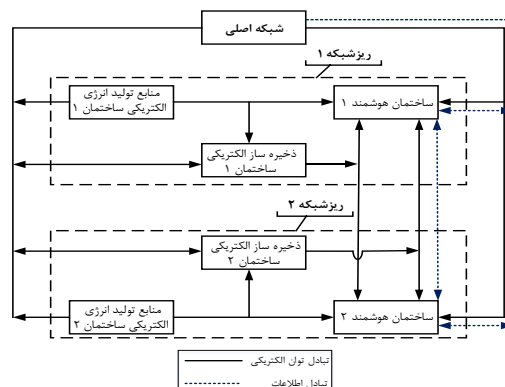 شبکه اصلی
ریزشبکه ۱
منابع تولید انرژی
الکتریکی ساختمان ۱
ساختمان هوشمند ۱
ذخیره ساز الکتریکی
ساختمان ۱
ریزشبکه ۲
ذخیره ساز الکتریکی
ساختمان ۲
منابع تولید انرژی
الکتریکی ساختمان ۲
ساختمان هوشمند ۲
تبادل توان الکتریکی
تبادل اطلاعات